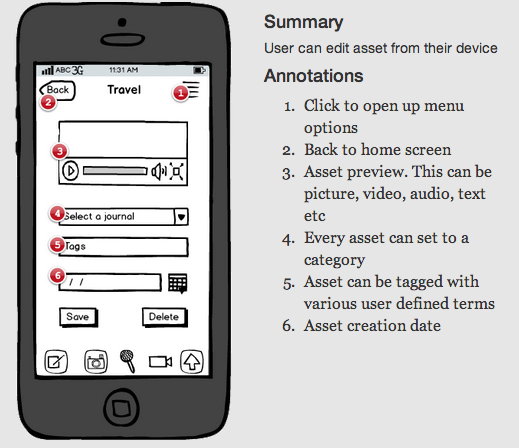 ABC 3G 11:31 AM
Back Travel 1
2
3
4 Select a journal
5 Tags
6 / /
Save Delete
Summary
User can edit asset from their device
Annotations
1. Click to open up menu
options
2. Back to home screen
3. Asset preview. This can be
picture, video, audio, text
etc
4. Every asset can set to a
category
5. Asset can be tagged with
various user defined terms
6. Asset creation date